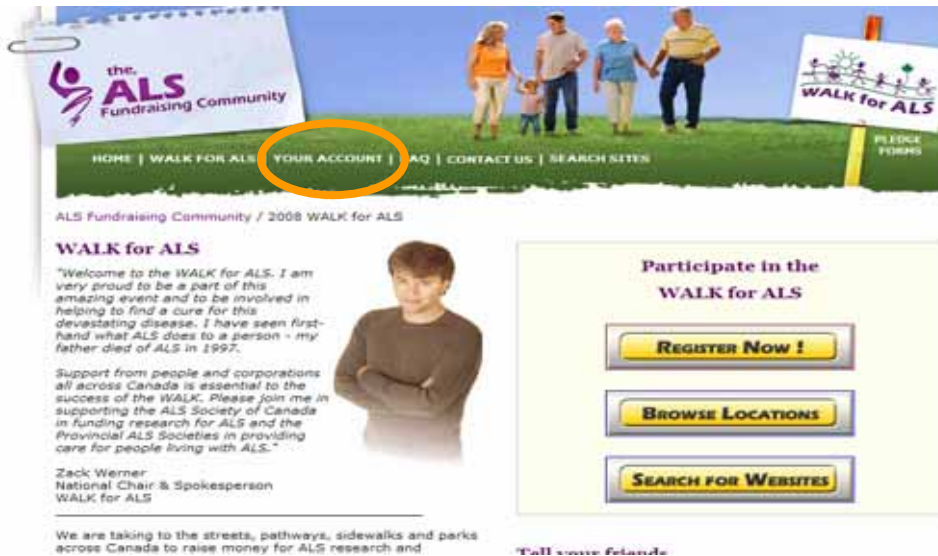 the.
ALS
Fundraising Community
WALK for ALS
PLEDGE
FORMS
HOME | WALK FOR ALS YOUR ACCOUNT | FAQ | CONTACT US | SEARCH SITES
ALS Fundraising Community / 2008 WALK for ALS
WALK for ALS
"Welcome to the WALK for ALS. I am
very proud to be a part of this
amazing event and to be involved in
helping to find a cure for this
devastating disease. I have seen first-
hand what ALS does to a person - my
father died of ALS in 1997.
Support from people and corporations
all across Canada is essential to the
success of the WALK. Please join me in
supporting the ALS Society of Canada
in funding research for ALS and the
Provincial ALS Societies in providing
care for people living with ALS."
Zack Werner
National Chair & Spokesperson
WALK for ALS
We are taking to the streets, pathways, sidewalks and parks
across Canada to raise money for ALS research and
Participate in the
WALK for ALS
REGISTER NOW !
BROWSE LOCATIONS
SEARCH FOR WEBSITES
Tell your friends